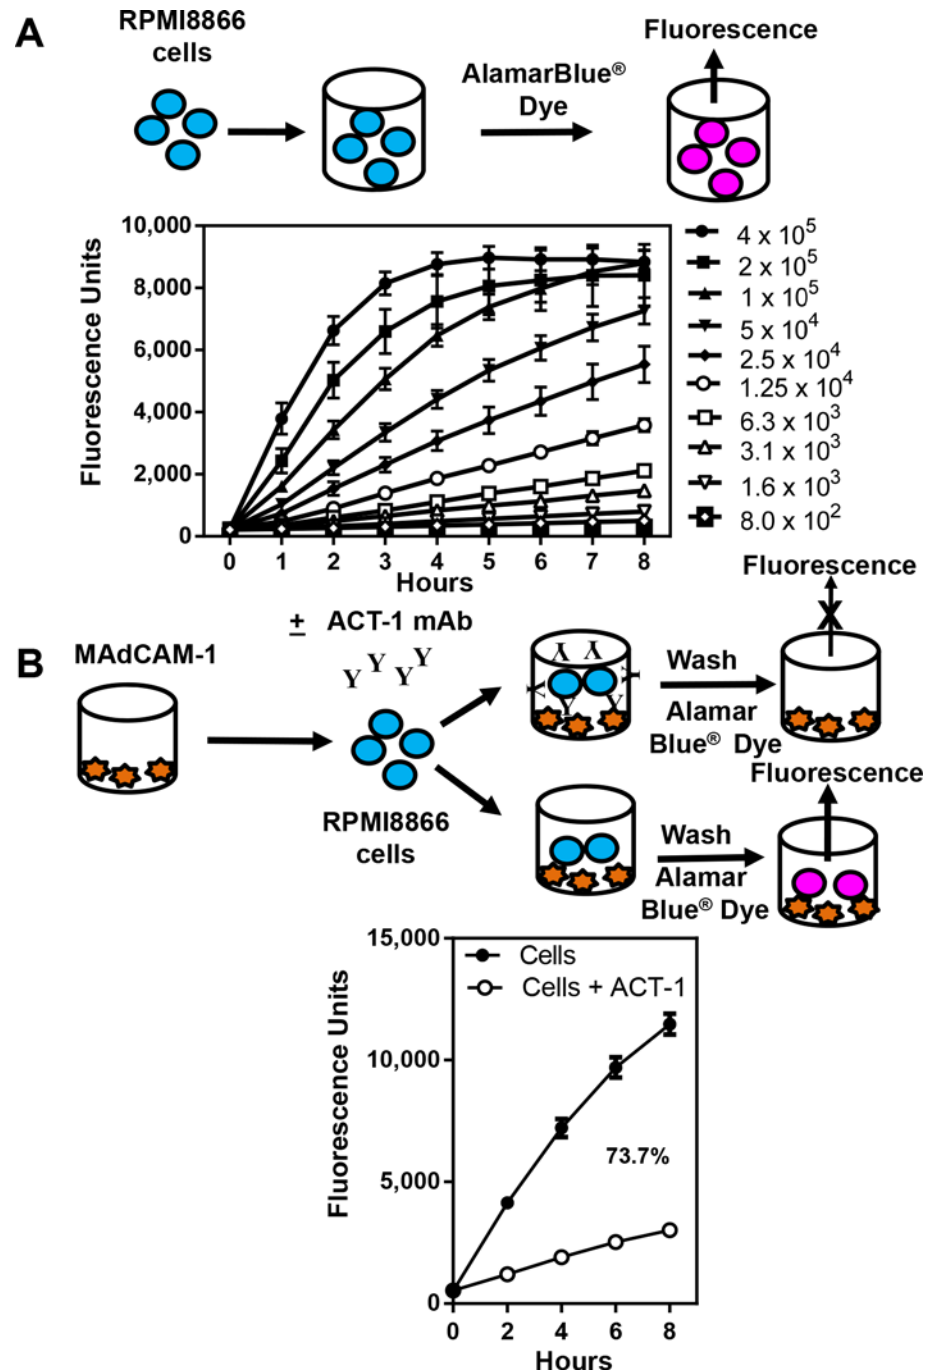 A
RPMI8866
cells
AlamarBlue®
Dye
Fluorescence
Fluorescence Units
10,000
8,000
6,000
4,000
2,000
0
0 1 2 3 4 5 6 7 8
Hours
4 x 10^5
2 x 10^5
1 x 10^5
5 x 10^4
2.5 x 10^4
1.25 x 10^4
6.3 x 10^3
3.1 x 10^3
1.6 x 10^3
8.0 x 10^2
B
MAdCAM-1
± ACT-1 mAb
Y Y Y Y
RPMI8866
cells
Y Y Y Y Y Y
Wash
Alamar
Blue® Dye
Fluorescence
X
Wash
Alamar
Blue® Dye
Fluorescence
Fluorescence Units
15,000
10,000
5,000
0
Cells
Cells + ACT-1
73.7%
0 2 4 6 8
Hours